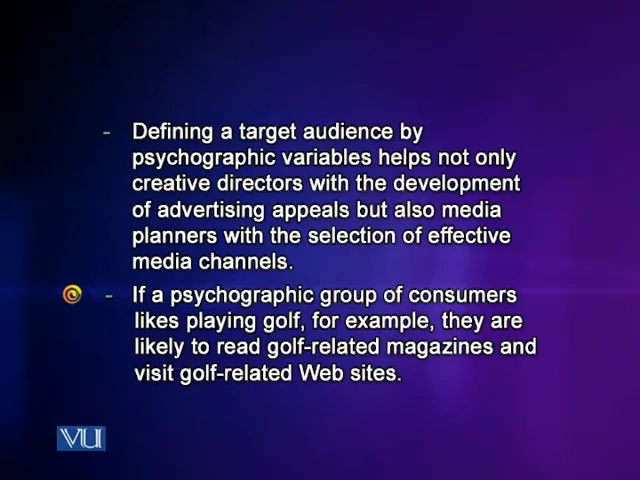 - Defining a target audience by
psychographic variables helps not only
creative directors with the development
of advertising appeals but also media
planners with the selection of effective
media channels.
- If a psychographic group of consumers
likes playing golf, for example, they are
likely to read golf-related magazines and
visit golf-related Web sites.
VU